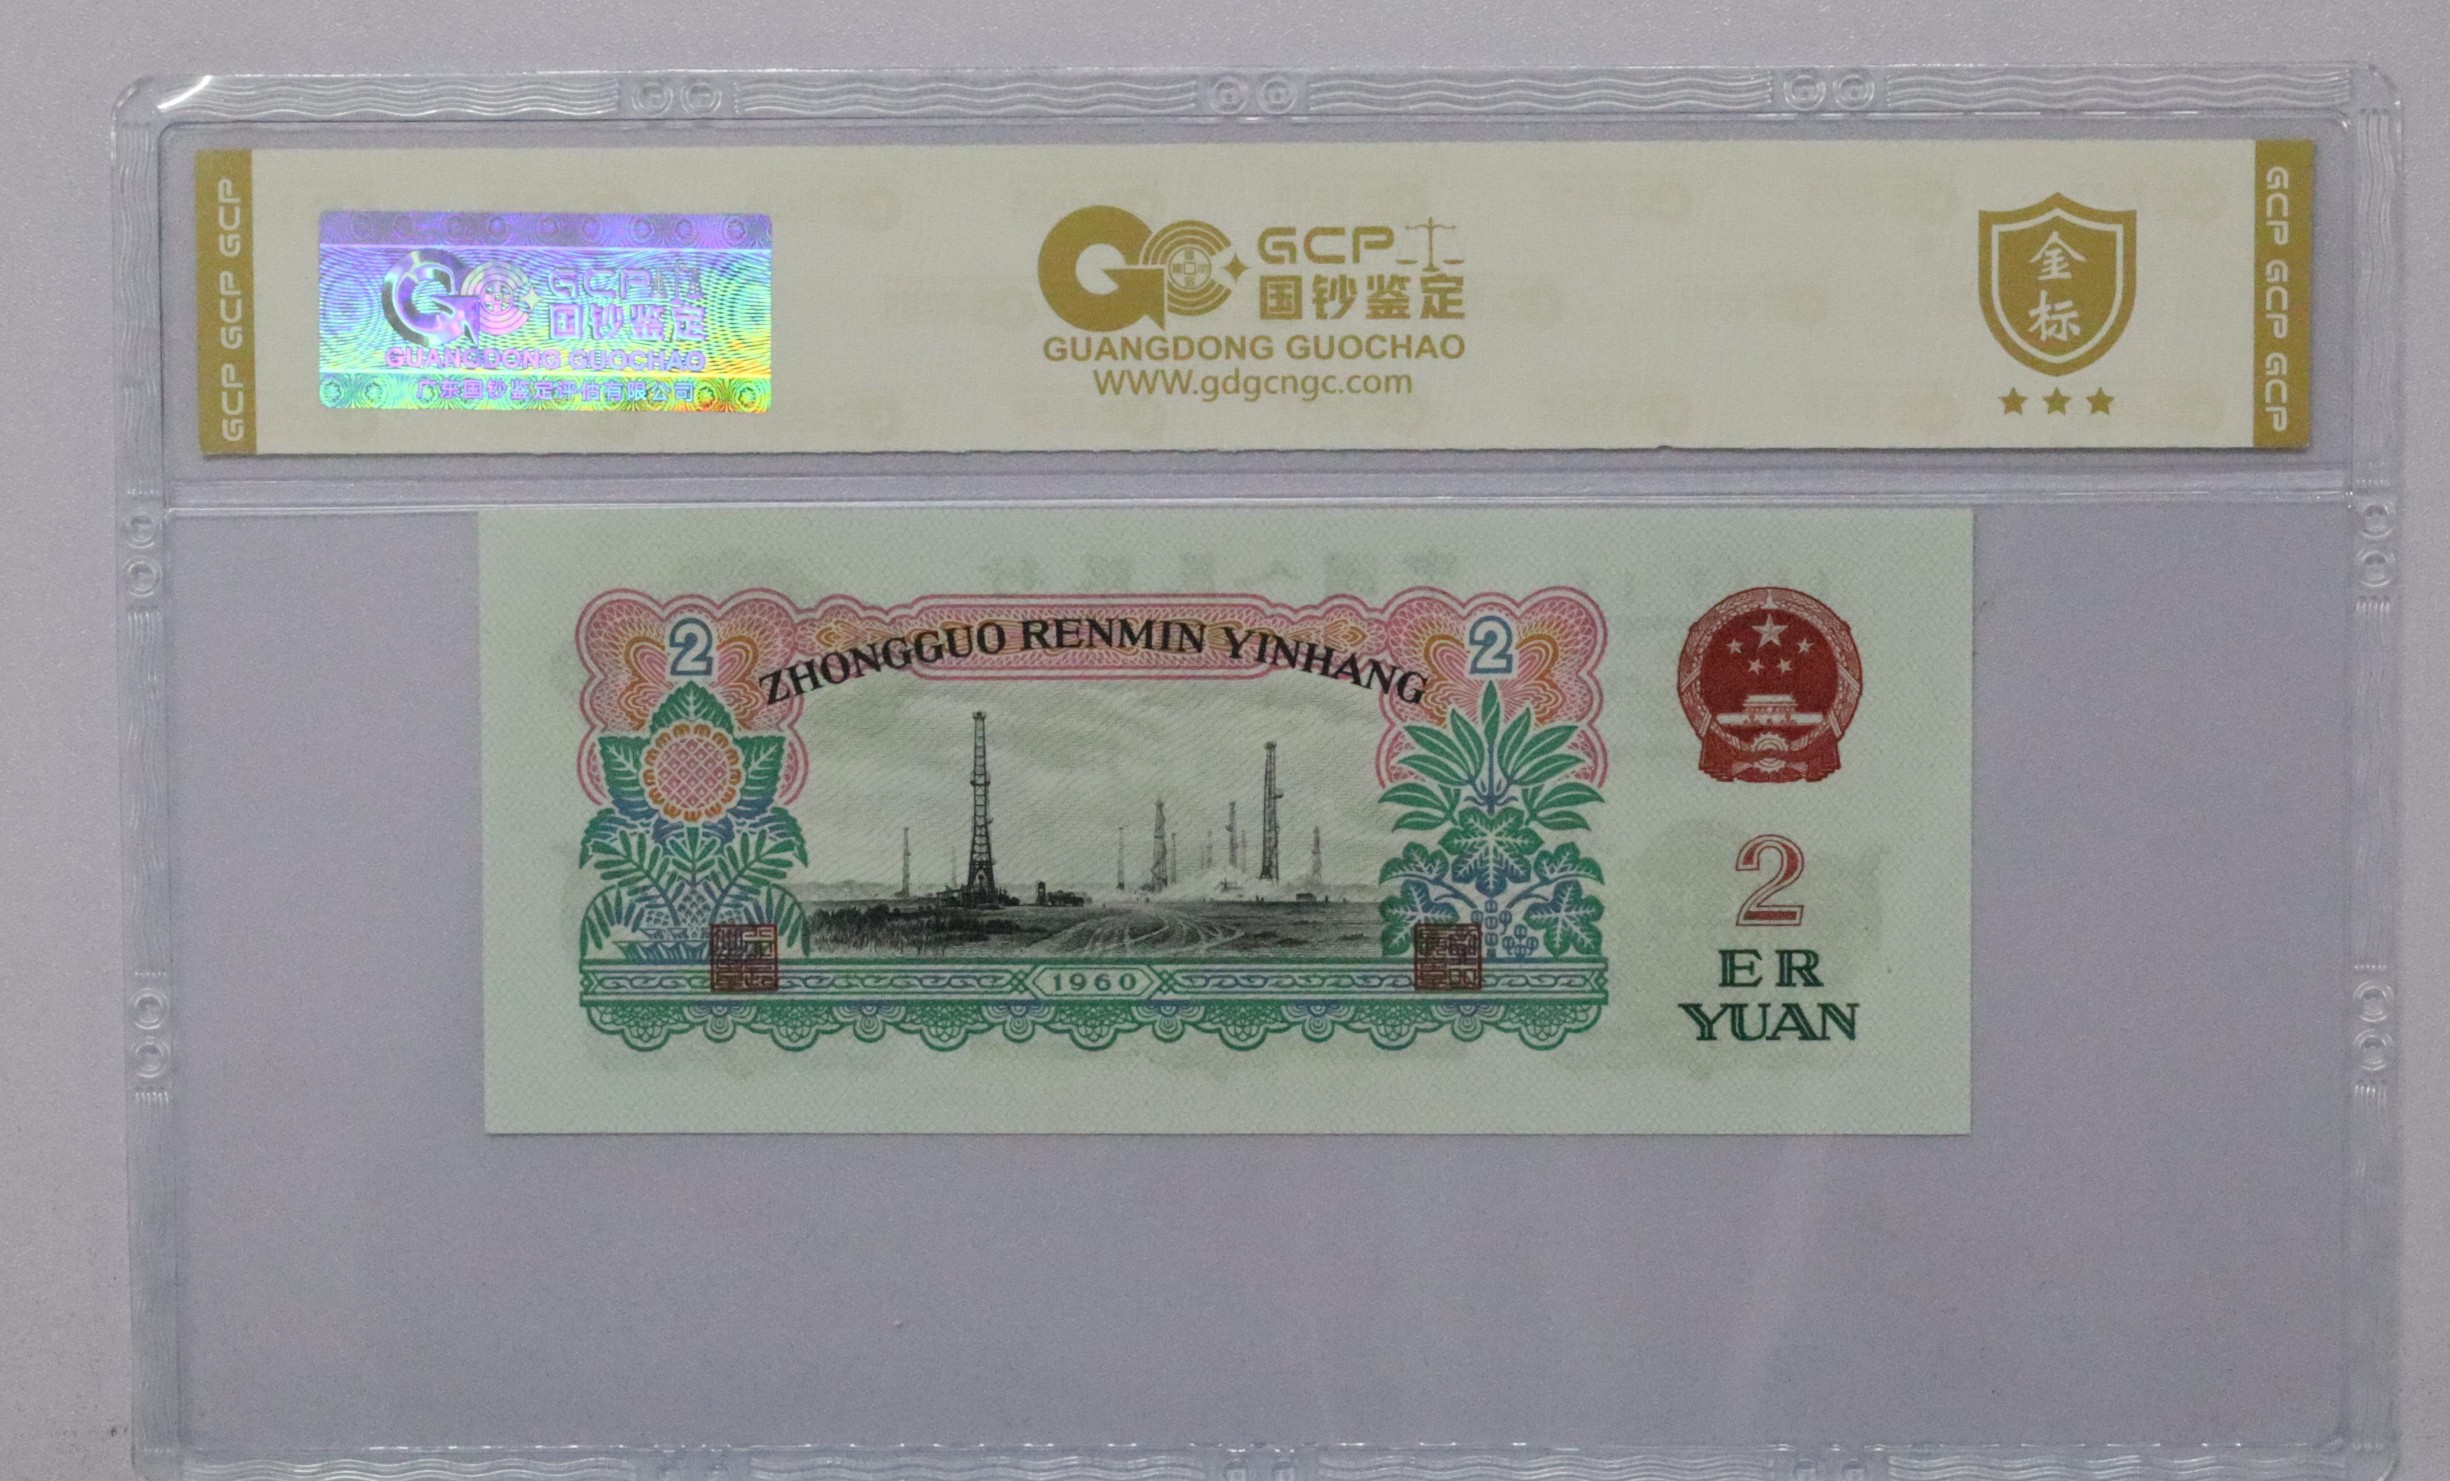 GCP GCP GCP
GCP
国钞鉴定
GUANGDONG GUOCHAO
广东国钞鉴定评估有限公司
GCP
国钞鉴定
GUANGDONG GUOCHAO
WWW.gdgcngc.com
金
标
GCP GCP GCP
2
ZHONGGUO RENMIN YINHANG
2
1960
2
ER
YUAN